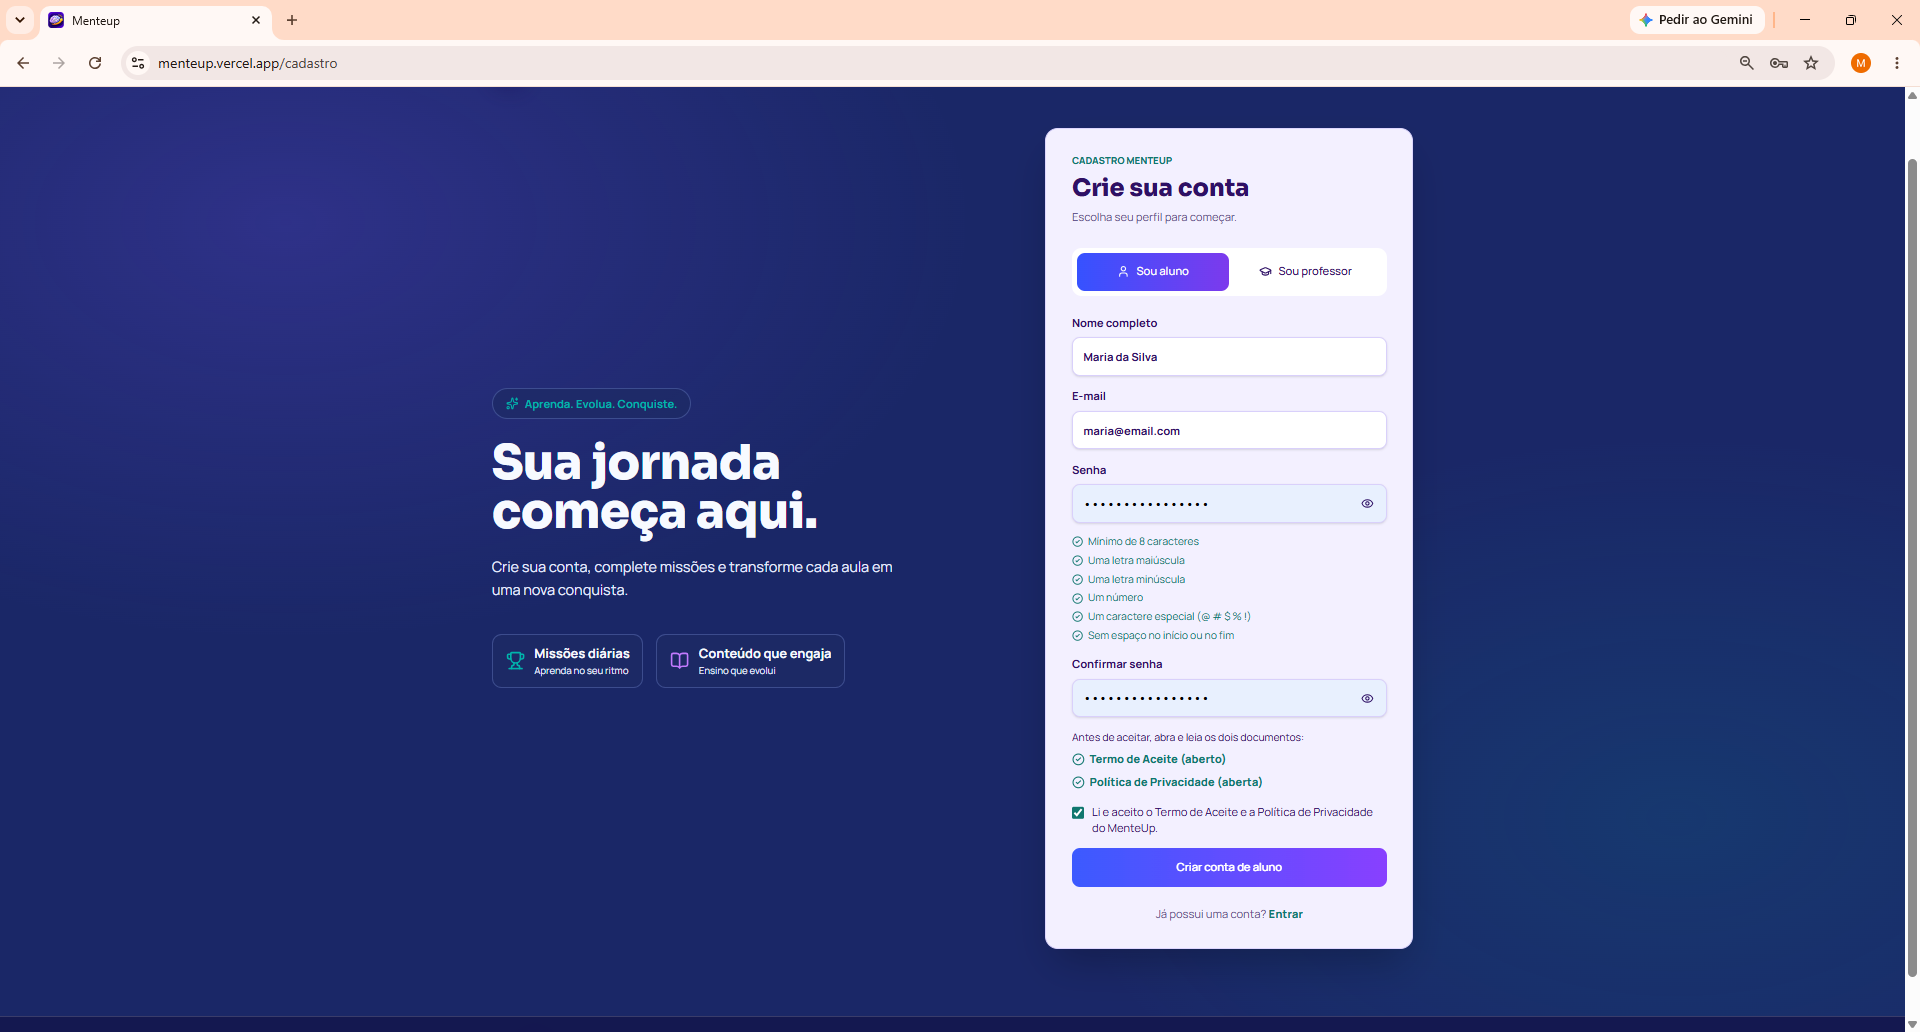 Menteup
Pedir ao Gemini
menteup.vercel.app/cadastro
M
Aprenda. Evolua. Conquiste.
Sua jornada
começa aqui.
Crie sua conta, complete missões e transforme cada aula em
uma nova conquista.
Missões diárias
Aprenda no seu ritmo
Conteúdo que engaja
Ensino que evolui
CADASTRO MENTEUP
Crie sua conta
Escolha seu perfil para começar.
Sou aluno
Sou professor
Nome completo
Maria da Silva
E-mail
maria@email.com
Senha
••••••••••••••••
Mínimo de 8 caracteres
Uma letra maiúscula
Uma letra minúscula
Um número
Um caractere especial (@ # $ % !)
Sem espaço no início ou no fim
Confirmar senha
••••••••••••••••
Antes de aceitar, abra e leia os dois documentos:
Termo de Aceite (aberto)
Política de Privacidade (aberta)
Li e aceito o Termo de Aceite e a Política de Privacidade
do MenteUp.
Criar conta de aluno
Já possui uma conta? Entrar